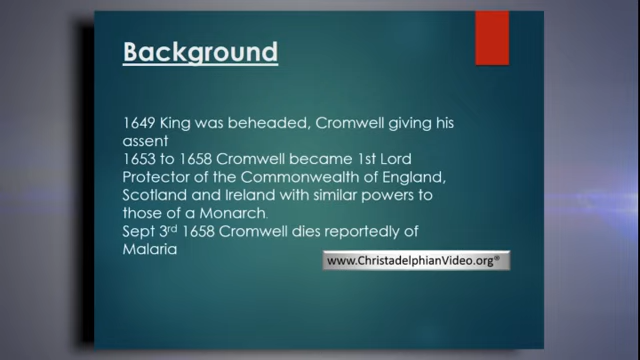 Background
1649 King was beheaded, Cromwell giving his
assent
1653 to 1658 Cromwell became 1st Lord
Protector of the Commonwealth of England,
Scotland and Ireland with similar powers to
those of a Monarch.
Sept 3rd 1658 Cromwell dies reportedly of
Malaria
www.ChristadelphianVideo.org®